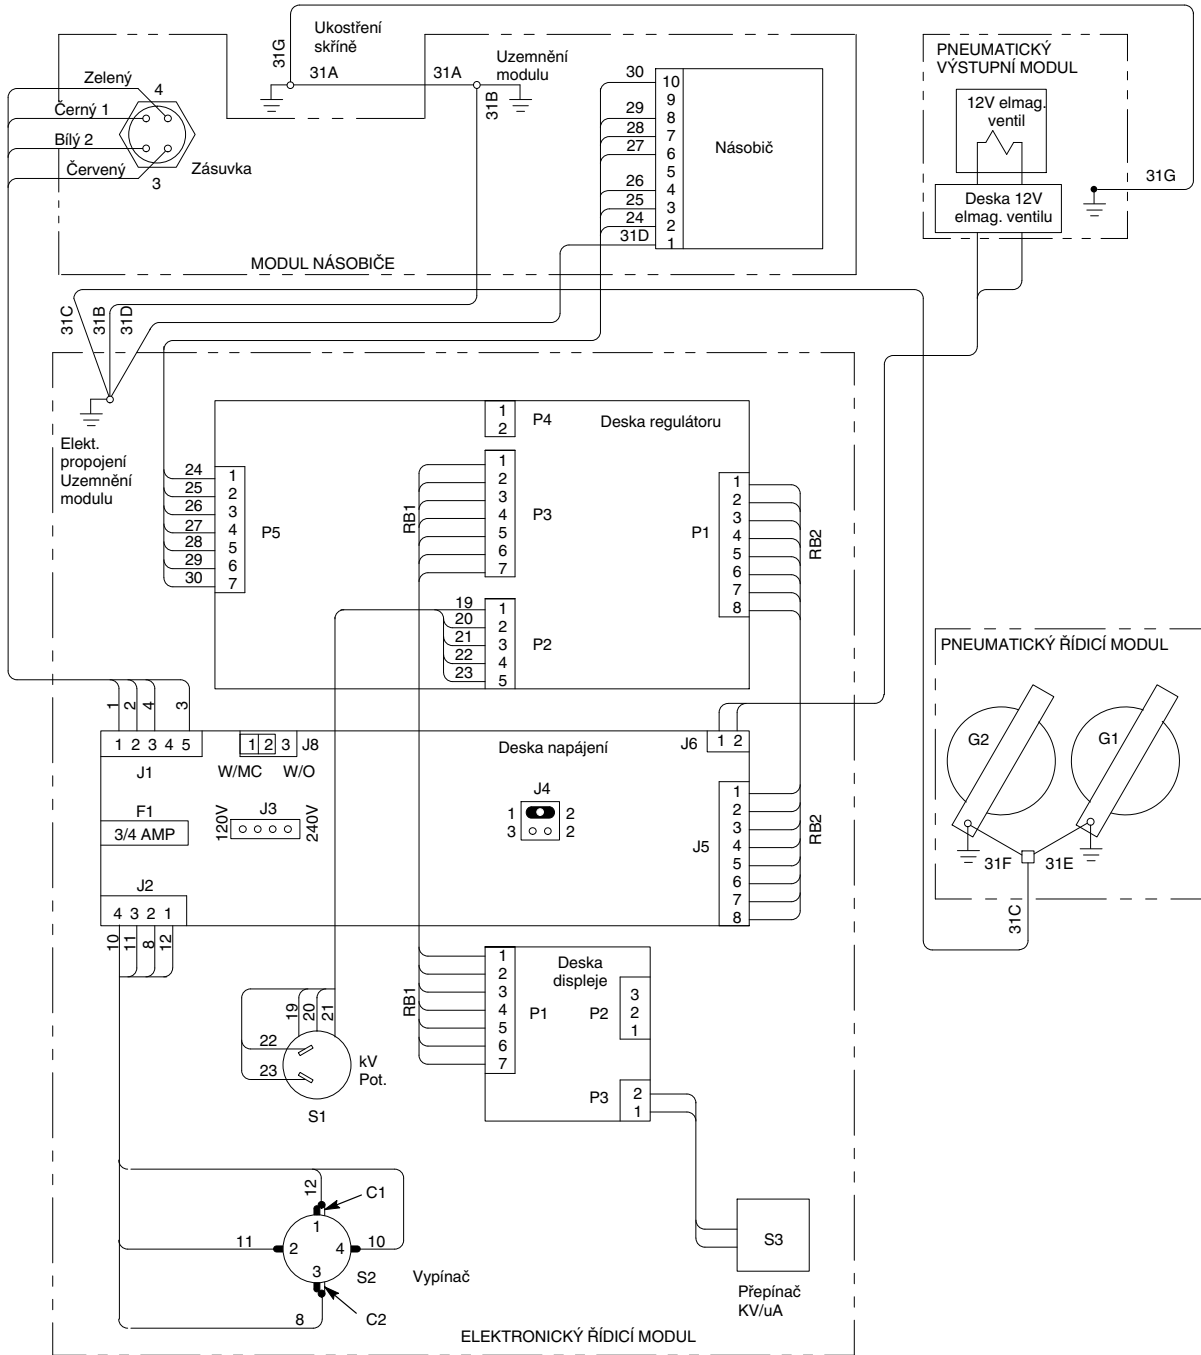 Ukostření
skříně
31G
31A
31A
Uzemnění
modulu
31B
Zelený
4
Černý 1
Bílý 2
Červený
3
Zásuvka
MODUL NÁSOBIČE
30
29
28
27
26
25
24
31D
10
9
8
7
6
5
4
3
2
1
Násobič
PNEUMATICKÝ
VÝSTUPNÍ MODUL
12V elmag.
ventil
Deska 12V
elmag. ventilu
31G
31C
31B
31D
Elekt.
propojení
Uzemnění
modulu
1
2
P4
Deska regulátoru
24
25
26
27
28
29
30
1
2
3
4
5
6
7
P5
RB1
1
2
3
4
5
6
7
P3
P1
1
2
3
4
5
6
7
8
RB2
19
20
21
22
23
1
2
3
4
5
P2
PNEUMATICKÝ ŘÍDICÍ MODUL
G2
G1
31F
31E
31C
1
2
4
3
1 2 3 4 5
J1
1 2 3 J8
W/MC W/O
Deska napájení
J6
1 2
F1
3/4 AMP
120V
J3
240V
J4
1 2
3 2
J5
1
2
3
4
5
6
7
8
RB2
J2
4 3 2 1
10
11
8
12
RB1
1
2
3
4
5
6
7
Deska
displeje
P1
P2
3
2
1
P3
2
1
19
20
21
22
23
kV
Pot.
S1
12
C1
1
11
2
4
10
3
S2
Vypínač
8
C2
S3
Přepínač
KV/uA
ELEKTRONICKÝ ŘÍDICÍ MODUL